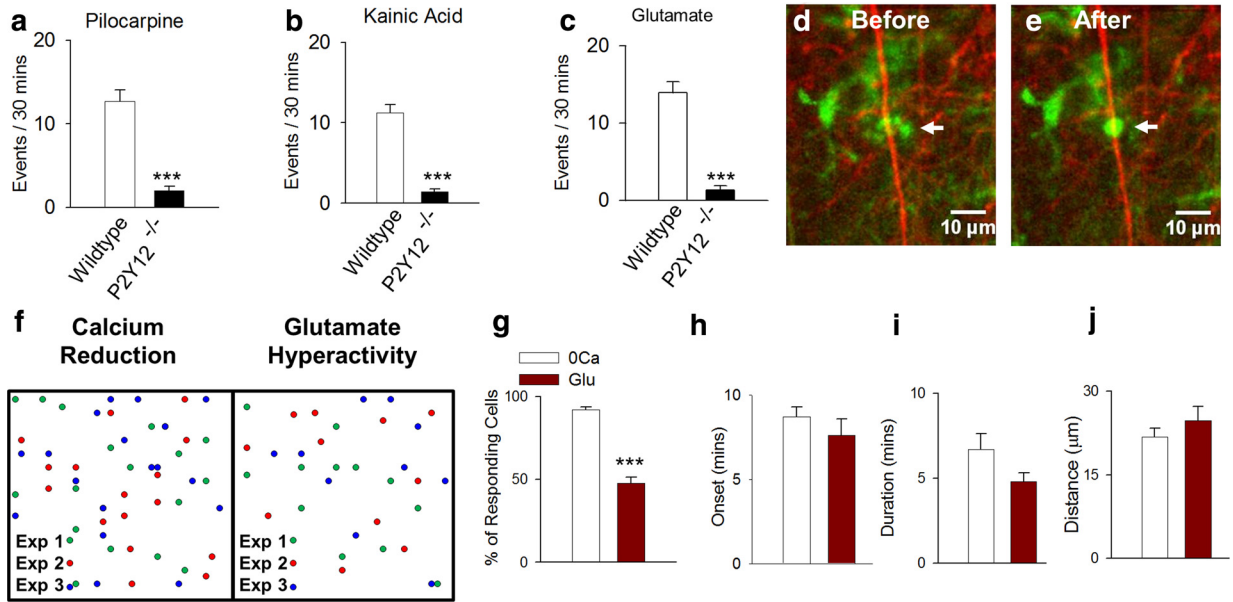 a
Pilocarpine
Events / 30 mins
20
10
0
Wildtype
P2Y12 -/-
***
b
Kainic Acid
Events / 30 mins
20
10
0
Wildtype
P2Y12 -/-
***
c
Glutamate
Events / 30 mins
20
10
0
Wildtype
P2Y12 -/-
***
d
Before
10 µm
e
After
10 µm
f
Calcium
Reduction
Exp 1
Exp 2
Exp 3
Glutamate
Hyperactivity
Exp 1
Exp 2
Exp 3
g
0Ca
Glu
% of Responding Cells
100
50
0
***
h
Onset (mins)
10
5
0
i
Duration (mins)
10
5
0
j
Distance (µm)
30
15
0